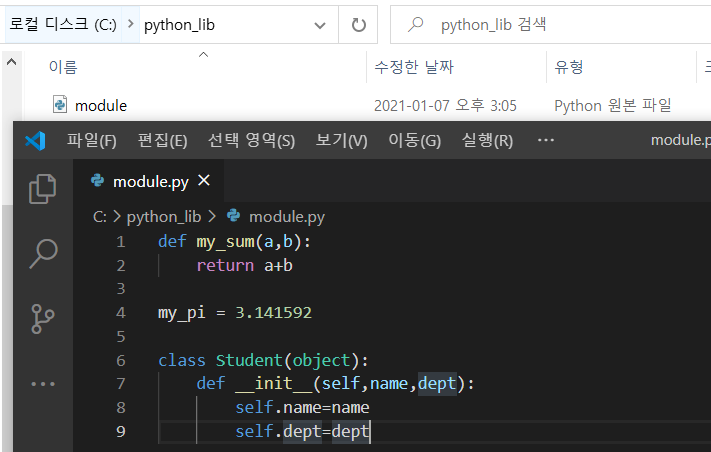 로컬 디스크 (C:) > python_lib
python_lib 검색
이름 수정한 날짜 유형
module 2021-01-07 오후 3:05 Python 원본 파일
파일(F) 편집(E) 선택 영역(S) 보기(V) 이동(G) 실행(R) ··· module.p
module.py ×
C: > python_lib > module.py
1 def my_sum(a,b):
2 return a+b
3
4 my_pi = 3.141592
5
6 class Student(object):
7 def __init__(self,name,dept):
8 self.name=name
9 self.dept=dept